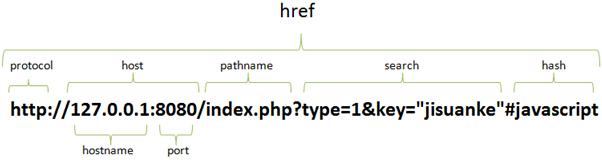 href
protocol host pathname search hash
http://127.0.0.1:8080/index.php?type=1&key="jisuanke"#javascript
hostname port